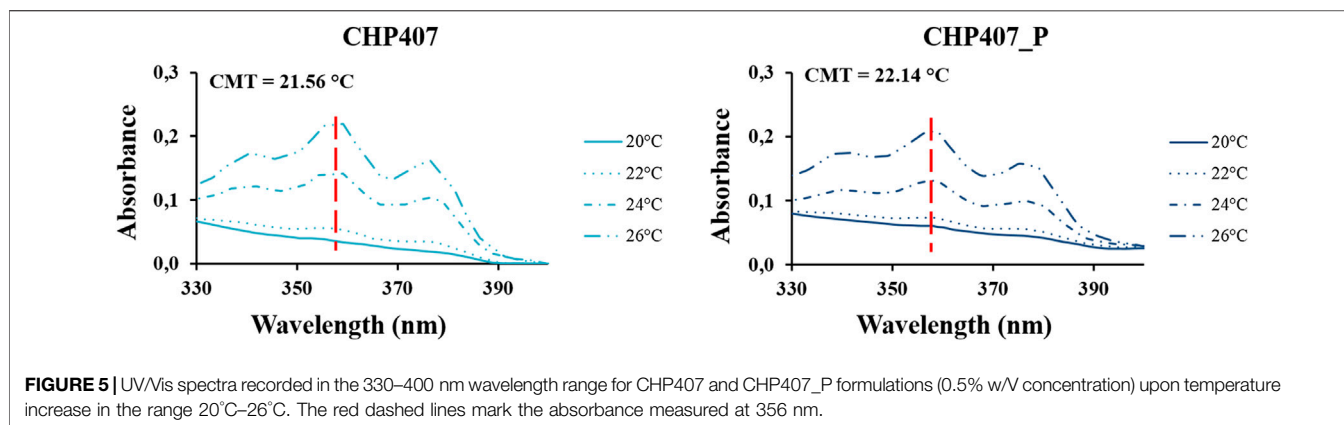 CHP407
CMT = 21.56 °C
Absorbance
0,3
0,2
0,1
0,0
330
350
370
390
Wavelength (nm)
20°C
22°C
24°C
26°C
CHP407_P
CMT = 22.14 °C
Absorbance
0,3
0,2
0,1
0,0
330
350
370
390
Wavelength (nm)
20°C
22°C
24°C
26°C
FIGURE 5 | UV/Vis spectra recorded in the 330–400 nm wavelength range for CHP407 and CHP407_P formulations (0.5% w/V concentration) upon temperature
increase in the range 20°C–26°C. The red dashed lines mark the absorbance measured at 356 nm.